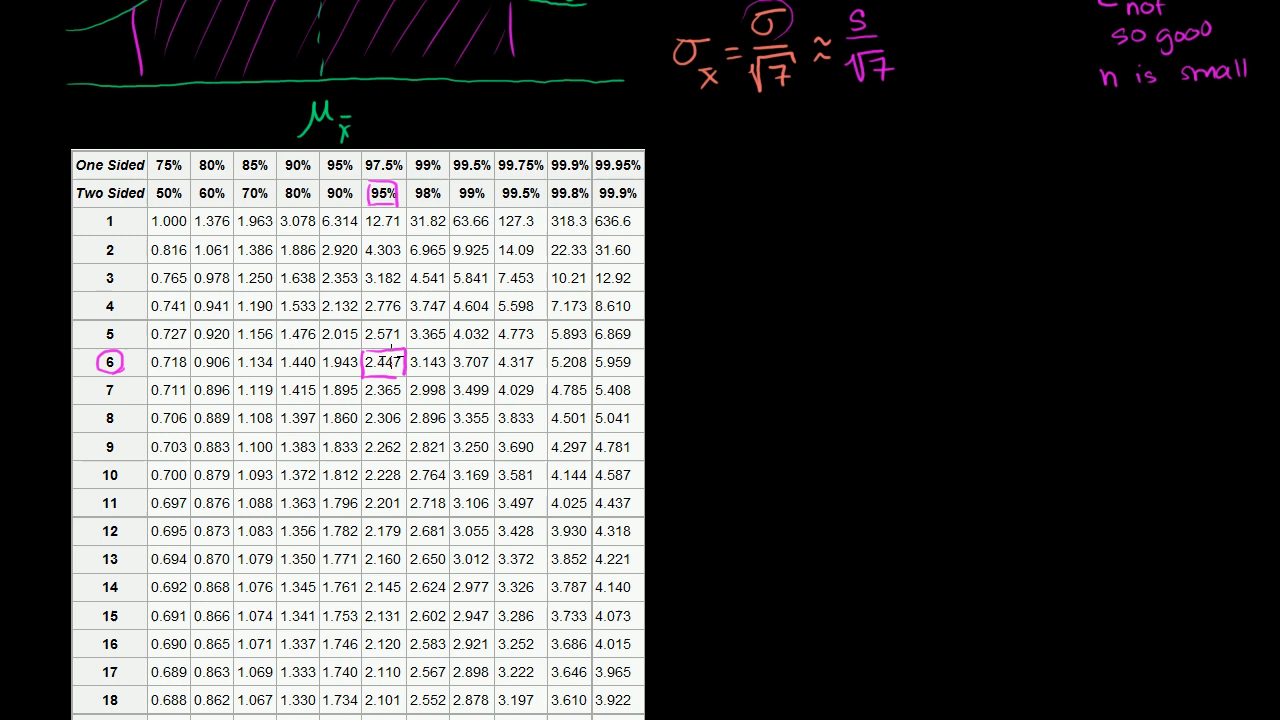 σx̄ = σ/√7 ≈ s/√7
not
so good
n is small
μx̄
One Sided 75% 80% 85% 90% 95% 97.5% 99% 99.5% 99.75% 99.9% 99.95%
Two Sided 50% 60% 70% 80% 90% 95% 98% 99% 99.5% 99.8% 99.9%
1 1.000 1.376 1.963 3.078 6.314 12.71 31.82 63.66 127.3 318.3 636.6
2 0.816 1.061 1.386 1.886 2.920 4.303 6.965 9.925 14.09 22.33 31.60
3 0.765 0.978 1.250 1.638 2.353 3.182 4.541 5.841 7.453 10.21 12.92
4 0.741 0.941 1.190 1.533 2.132 2.776 3.747 4.604 5.598 7.173 8.610
5 0.727 0.920 1.156 1.476 2.015 2.571 3.365 4.032 4.773 5.893 6.869
6 0.718 0.906 1.134 1.440 1.943 2.447 3.143 3.707 4.317 5.208 5.959
7 0.711 0.896 1.119 1.415 1.895 2.365 2.998 3.499 4.029 4.785 5.408
8 0.706 0.889 1.108 1.397 1.860 2.306 2.896 3.355 3.833 4.501 5.041
9 0.703 0.883 1.100 1.383 1.833 2.262 2.821 3.250 3.690 4.297 4.781
10 0.700 0.879 1.093 1.372 1.812 2.228 2.764 3.169 3.581 4.144 4.587
11 0.697 0.876 1.088 1.363 1.796 2.201 2.718 3.106 3.497 4.025 4.437
12 0.695 0.873 1.083 1.356 1.782 2.179 2.681 3.055 3.428 3.930 4.318
13 0.694 0.870 1.079 1.350 1.771 2.160 2.650 3.012 3.372 3.852 4.221
14 0.692 0.868 1.076 1.345 1.761 2.145 2.624 2.977 3.326 3.787 4.140
15 0.691 0.866 1.074 1.341 1.753 2.131 2.602 2.947 3.286 3.733 4.073
16 0.690 0.865 1.071 1.337 1.746 2.120 2.583 2.921 3.252 3.686 4.015
17 0.689 0.863 1.069 1.333 1.740 2.110 2.567 2.898 3.222 3.646 3.965
18 0.688 0.862 1.067 1.330 1.734 2.101 2.552 2.878 3.197 3.610 3.922